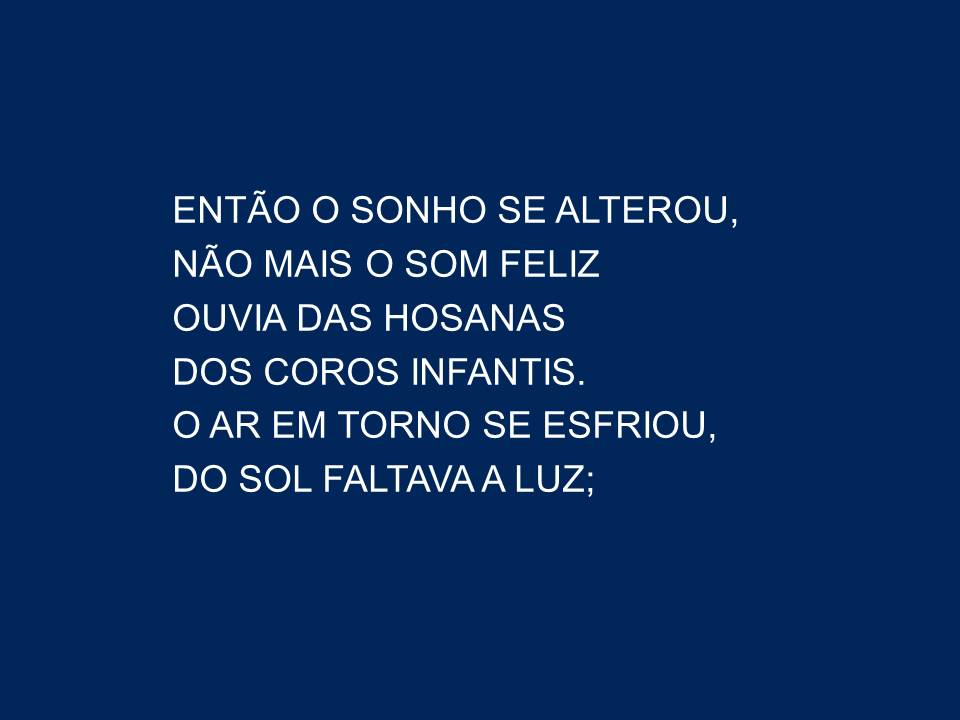 ENTÃO O SONHO SE ALTEROU,
NÃO MAIS O SOM FELIZ
OUVIA DAS HOSANAS
DOS COROS INFANTIS.
O AR EM TORNO SE ESFRIOU,
DO SOL FALTAVA A LUZ;